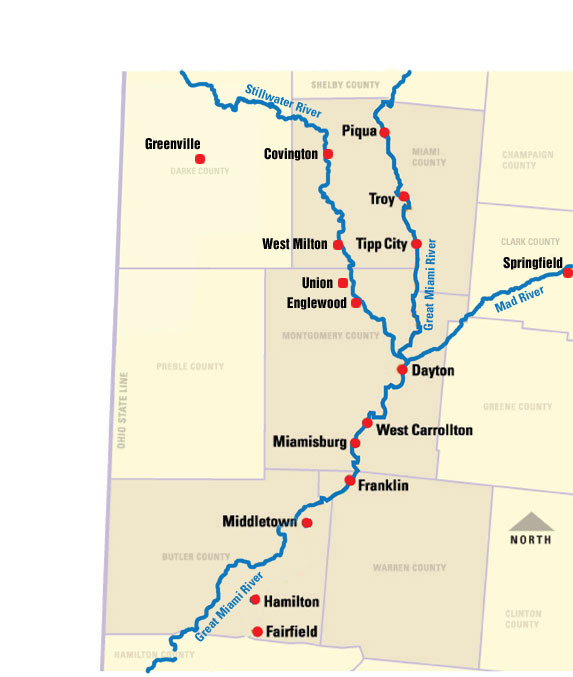 SHELBY COUNTY
Stillwater River
Piqua
Greenville
Covington
MIAMI
COUNTY
CHAMPAIGN
COUNTY
DARKE COUNTY
Troy
West Milton
Tipp City
CLARK COUNTY
Springfield
Union
Great Miami River
Mad River
Englewood
MONTGOMERY COUNTY
PREBLE COUNTY
Dayton
OHIO STATE LINE
GREENE COUNTY
West Carrollton
Miamisburg
Franklin
Middletown
NORTH
BUTLER COUNTY
WARREN COUNTY
Great Miami River
Hamilton
CLINTON
COUNTY
Fairfield
HAMILTON COUNTY